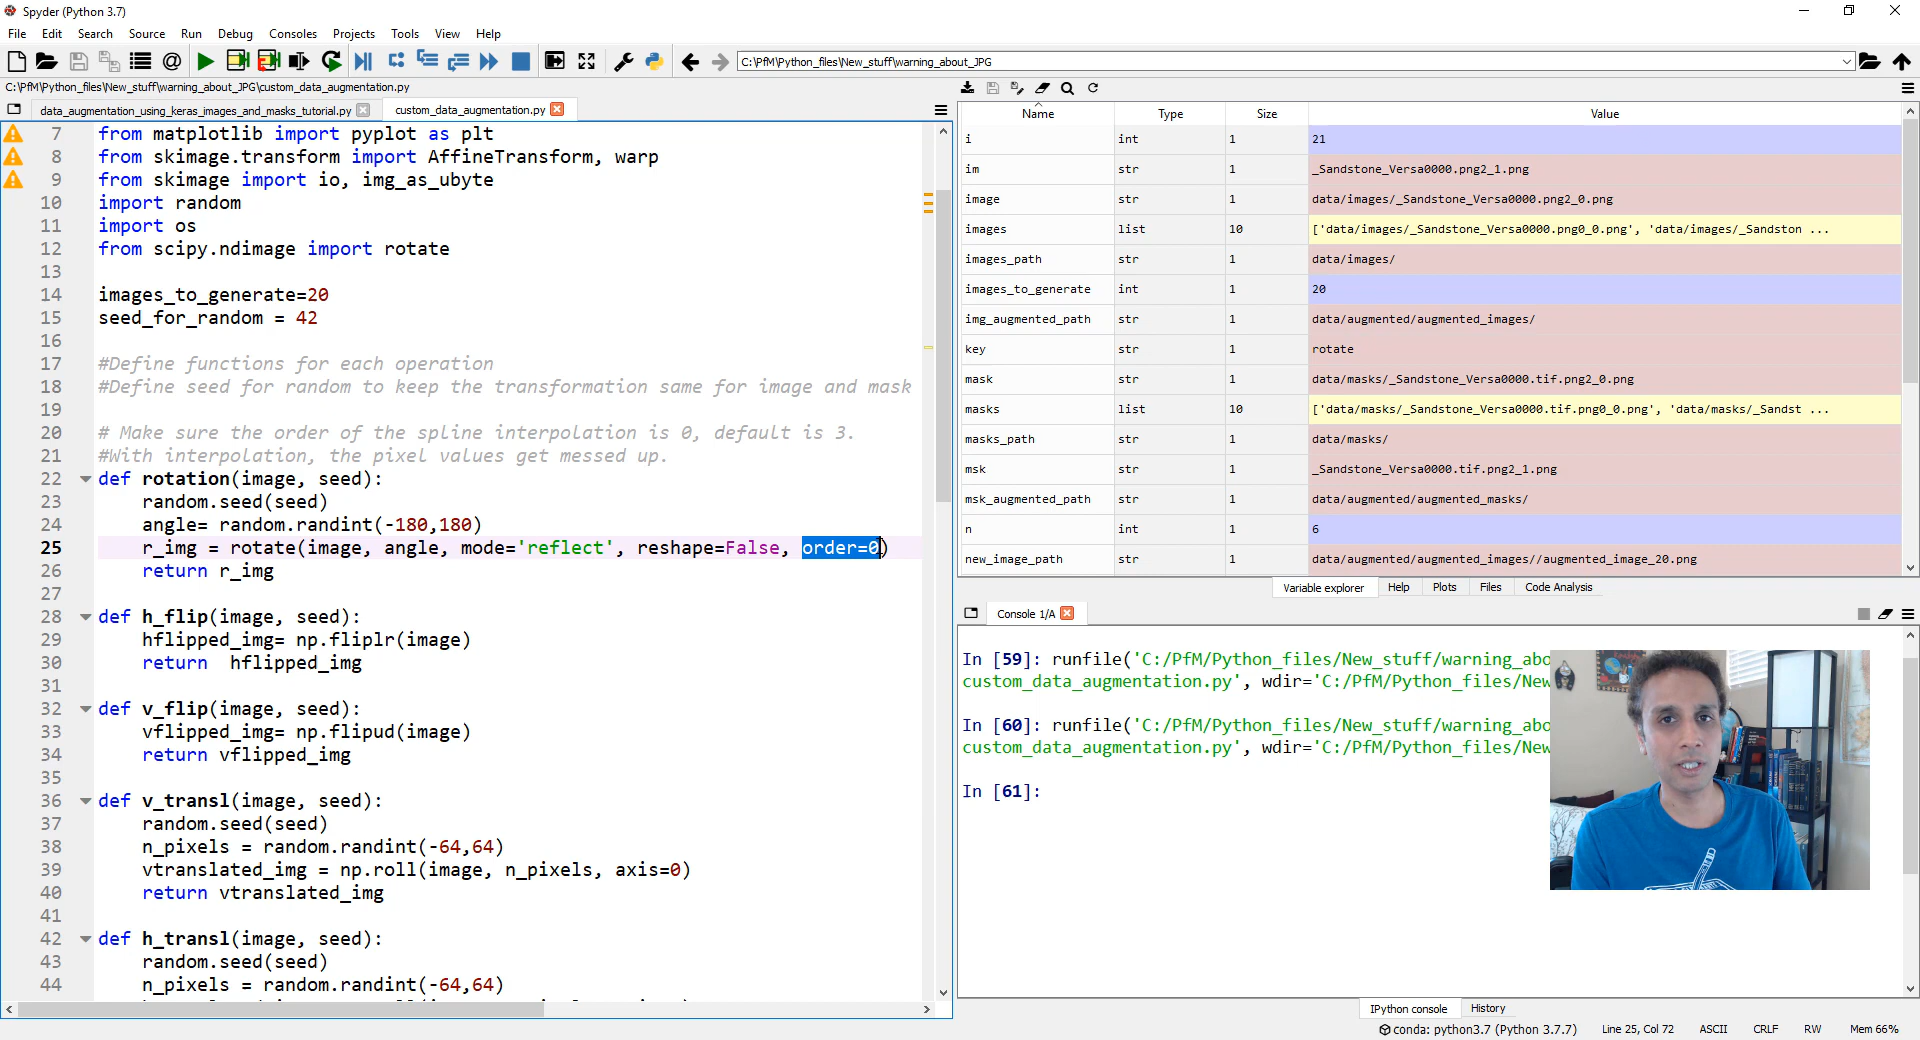 Spyder (Python 3.7)
File Edit Search Source Run Debug Consoles Projects Tools View Help
C:\PfM\Python_files\New_stuff\warning_about_JPG
C:\PfM\Python_files\New_stuff\warning_about_JPG\custom_data_augmentation.py
data_augmentation_using_keras_images_and_masks_tutorial.py custom_data_augmentation.py
7 from matplotlib import pyplot as plt
8 from skimage.transform import AffineTransform, warp
9 from skimage import io, img_as_ubyte
10 import random
11 import os
12 from scipy.ndimage import rotate
13
14 images_to_generate=20
15 seed_for_random = 42
16
17 #Define functions for each operation
18 #Define seed for random to keep the transformation same for image and mask
19
20 # Make sure the order of the spline interpolation is 0, default is 3.
21 #With interpolation, the pixel values get messed up.
22 def rotation(image, seed):
23 random.seed(seed)
24 angle= random.randint(-180,180)
25 r_img = rotate(image, angle, mode='reflect', reshape=False, order=0)
26 return r_img
27
28 def h_flip(image, seed):
29 hflipped_img= np.fliplr(image)
30 return  hflipped_img
31
32 def v_flip(image, seed):
33 vflipped_img= np.flipud(image)
34 return vflipped_img
35
36 def v_transl(image, seed):
37 random.seed(seed)
38 n_pixels = random.randint(-64,64)
39 vtranslated_img = np.roll(image, n_pixels, axis=0)
40 return vtranslated_img
41
42 def h_transl(image, seed):
43 random.seed(seed)
44 n_pixels = random.randint(-64,64)
Name Type Size Value
i int 1 21
im str 1 _Sandstone_Versa0000.png2_1.png
image str 1 data/images/_Sandstone_Versa0000.png2_0.png
images list 10 ['data/images/_Sandstone_Versa0000.png0_0.png', 'data/images/_Sandston ...
images_path str 1 data/images/
images_to_generate int 1 20
img_augmented_path str 1 data/augmented/augmented_images/
key str 1 rotate
mask str 1 data/masks/_Sandstone_Versa0000.tif.png2_0.png
masks list 10 ['data/masks/_Sandstone_Versa0000.tif.png0_0.png', 'data/masks/_Sandst ...
masks_path str 1 data/masks/
msk str 1 _Sandstone_Versa0000.tif.png2_1.png
msk_augmented_path str 1 data/augmented/augmented_masks/
n int 1 6
new_image_path str 1 data/augmented/augmented_images//augmented_image_20.png
Variable explorer Help Plots Files Code Analysis
Console 1/A
In [59]: runfile('C:/PfM/Python_files/New_stuff/warning_abo
custom_data_augmentation.py', wdir='C:/PfM/Python_files/New
In [60]: runfile('C:/PfM/Python_files/New_stuff/warning_abo
custom_data_augmentation.py', wdir='C:/PfM/Python_files/New
In [61]:
IPython console History
conda: python3.7 (Python 3.7.7) Line 25, Col 72 ASCII CRLF RW Mem 66%